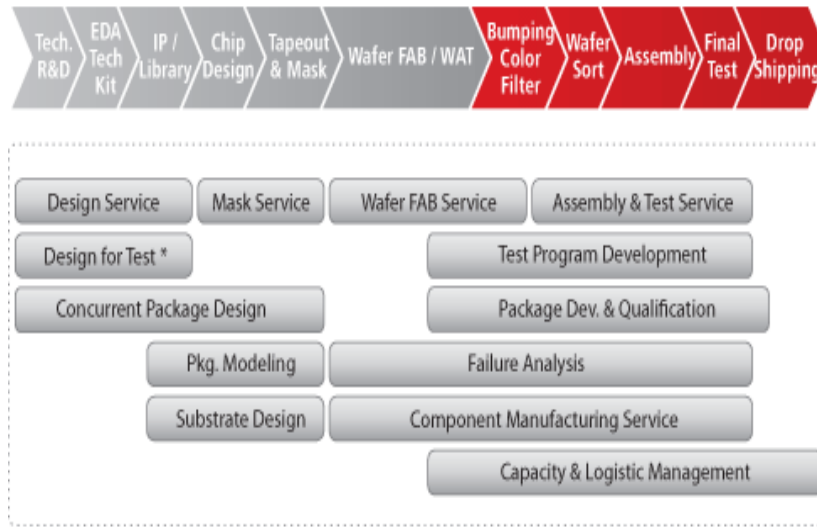 Tech.
R&D
EDA
Tech
Kit
IP /
Library
Chip
Design
Tapeout
& Mask
Wafer FAB / WAT
Bumping
Color
Filter
Wafer
Sort
Assembly
Final
Test
Drop
Shipping
Design Service
Mask Service
Wafer FAB Service
Assembly & Test Service
Design for Test *
Test Program Development
Concurrent Package Design
Package Dev. & Qualification
Pkg. Modeling
Failure Analysis
Substrate Design
Component Manufacturing Service
Capacity & Logistic Management